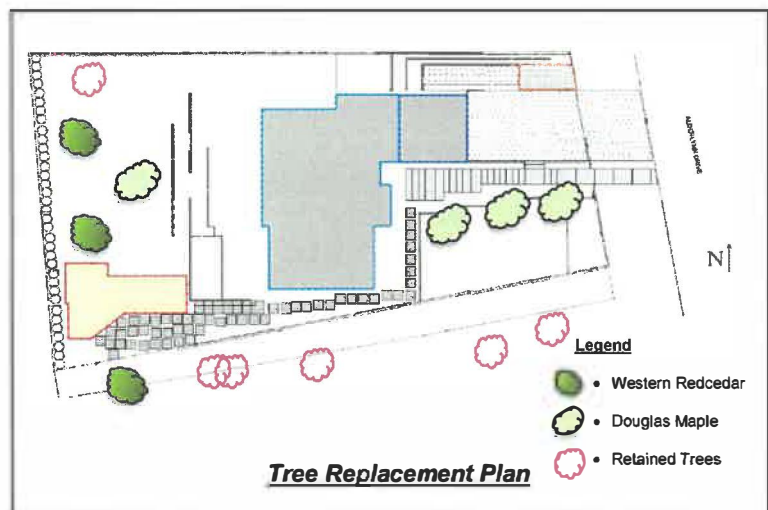 N
Legend
• Western Redcedar
• Douglas Maple
• Retained Trees
Tree Replacement Plan